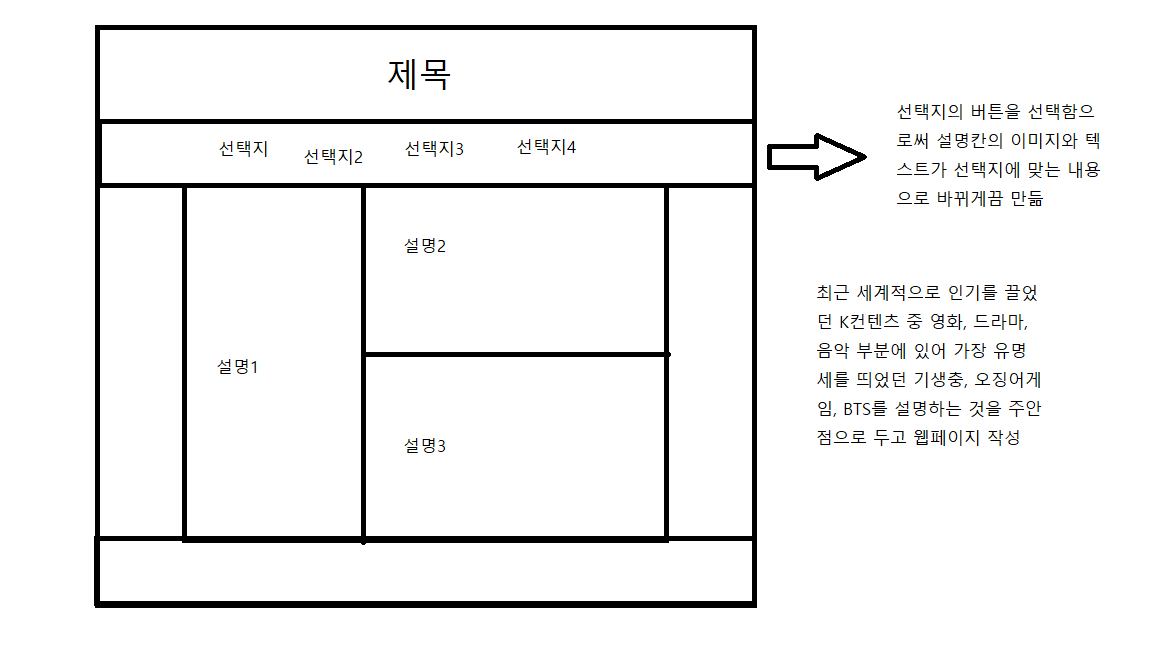 제목
선택지 선택지2 선택지3 선택지4
설명1
설명2
설명3
선택지의 버튼을 선택함으
로써 설명칸의 이미지와 텍
스트가 선택지에 맞는 내용
으로 바뀌게끔 만듦
최근 세계적으로 인기를 끌었
던 K컨텐츠 중 영화, 드라마,
음악 부분에 있어 가장 유명
세를 띄었던 기생충, 오징어게
임, BTS를 설명하는 것을 주안
점으로 두고 웹페이지 작성